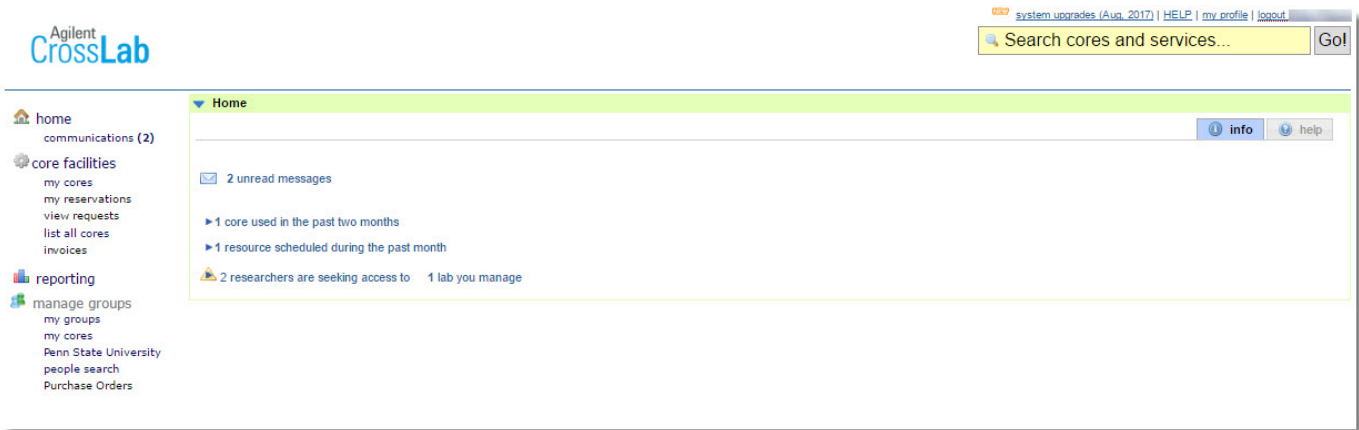 NEW system upgrades (Aug, 2017) | HELP | my profile | logout
Agilent
CrossLab
Search cores and services...
Go!
home
communications (2)
core facilities
my cores
my reservations
view requests
list all cores
invoices
reporting
manage groups
my groups
my cores
Penn State University
people search
Purchase Orders
Home
info
help
2 unread messages
1 core used in the past two months
1 resource scheduled during the past month
2 researchers are seeking access to 1 lab you manage